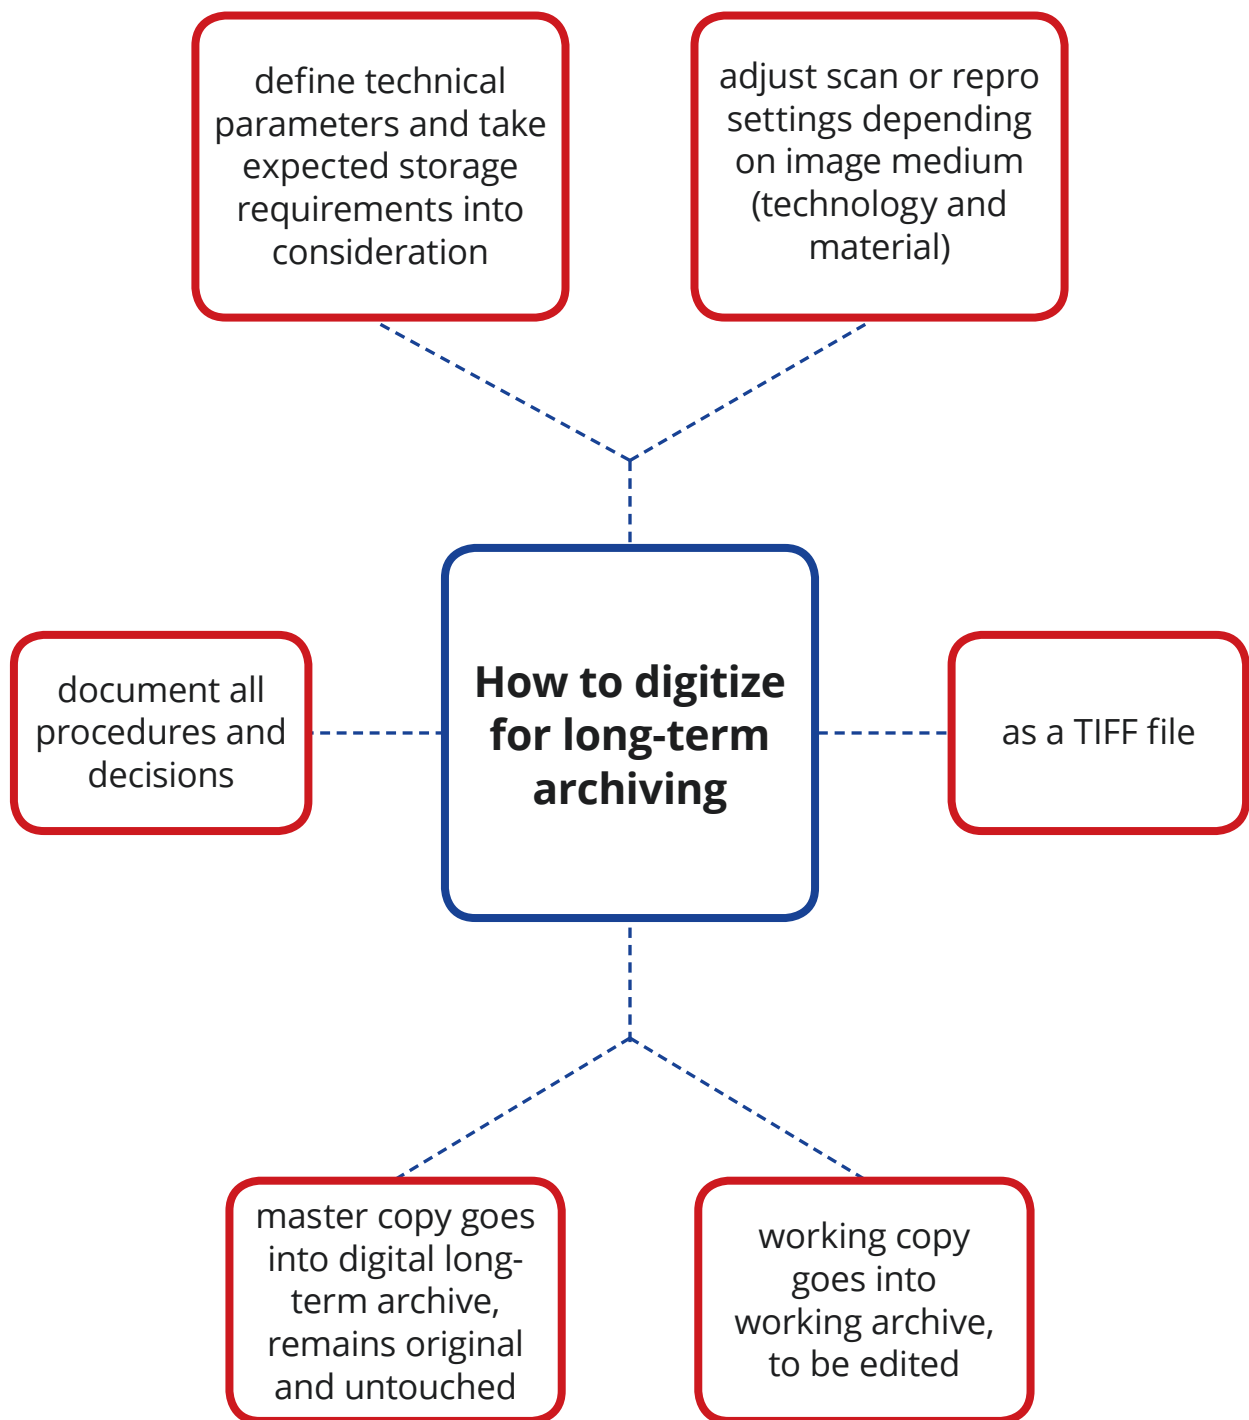 define technical
parameters and take
expected storage
requirements into
consideration
adjust scan or repro
settings depending
on image medium
(technology and
material)
document all
procedures and
decisions
How to digitize
for long-term
archiving
as a TIFF file
master copy goes
into digital long-
term archive,
remains original
and untouched
working copy
goes into
working archive,
to be edited